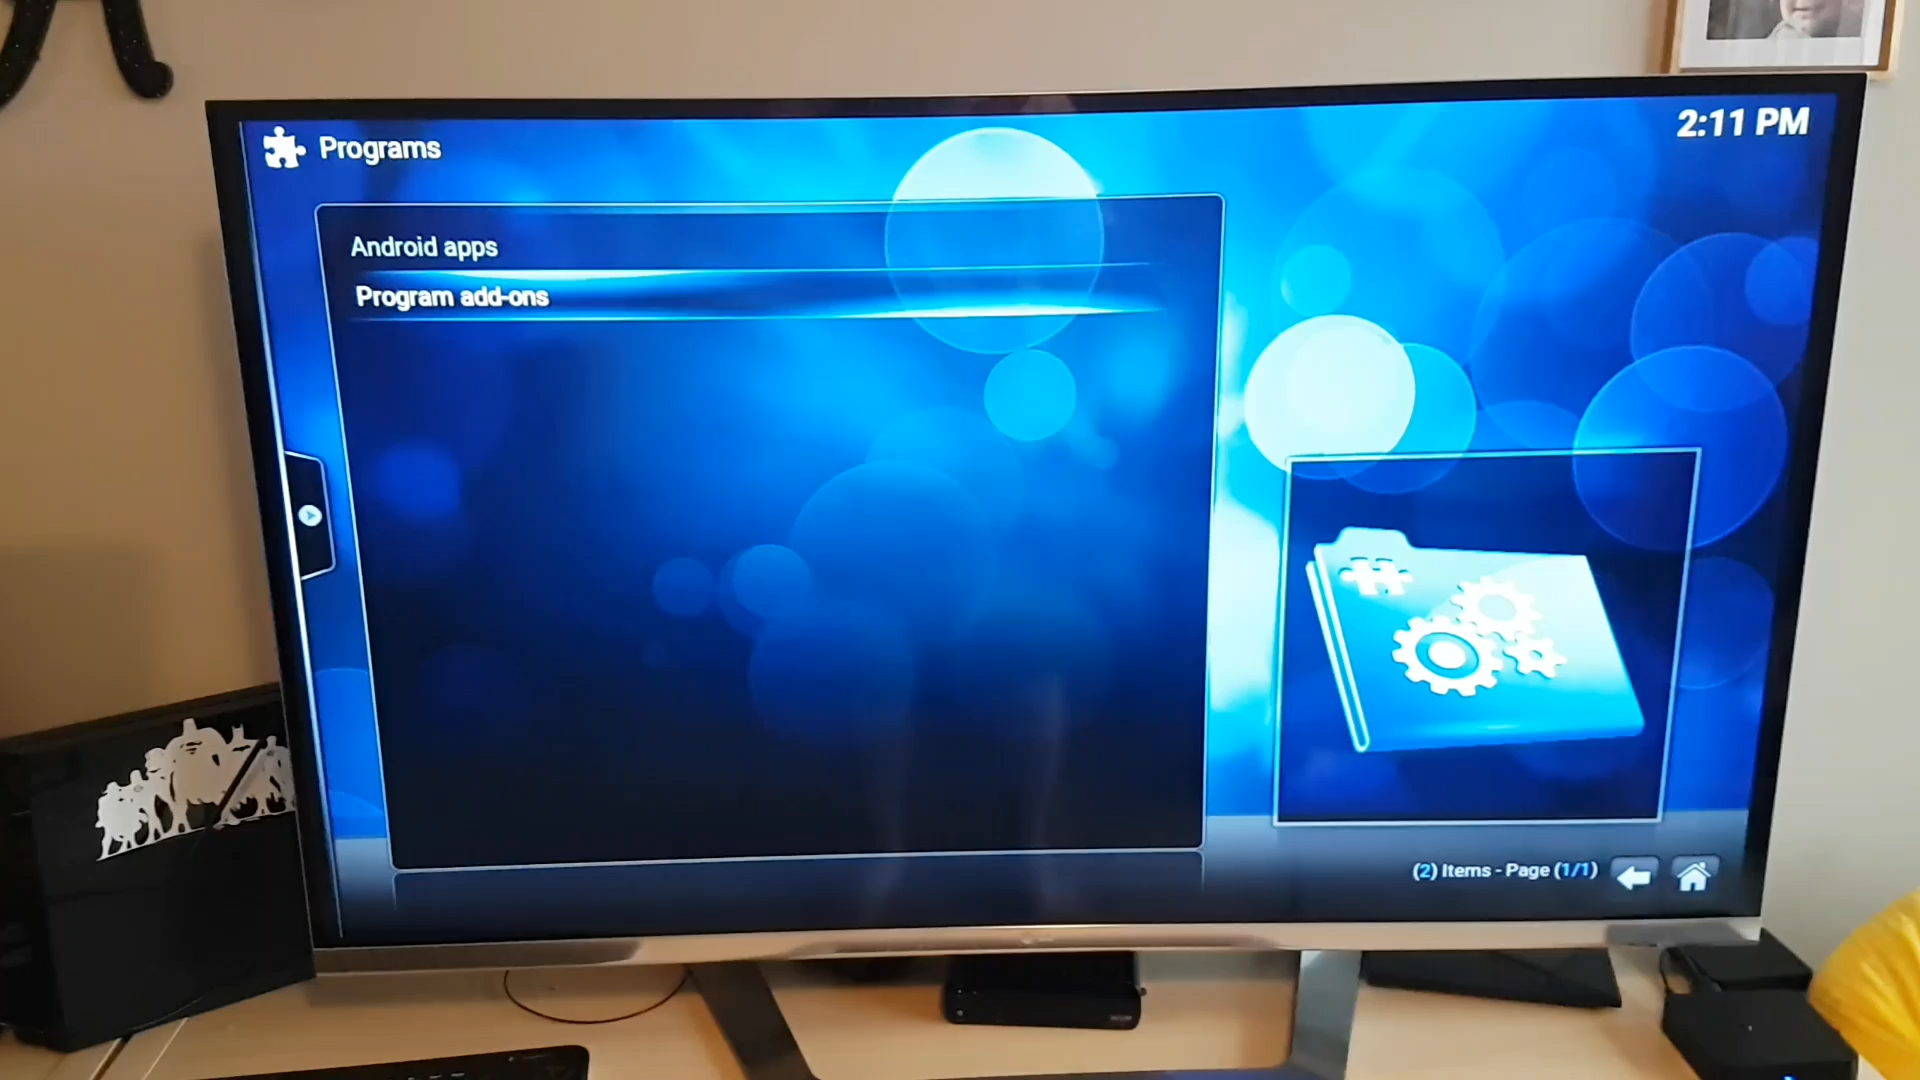 Programs
2:11 PM
Android apps
Program add-ons
(2) Items - Page (1/1)